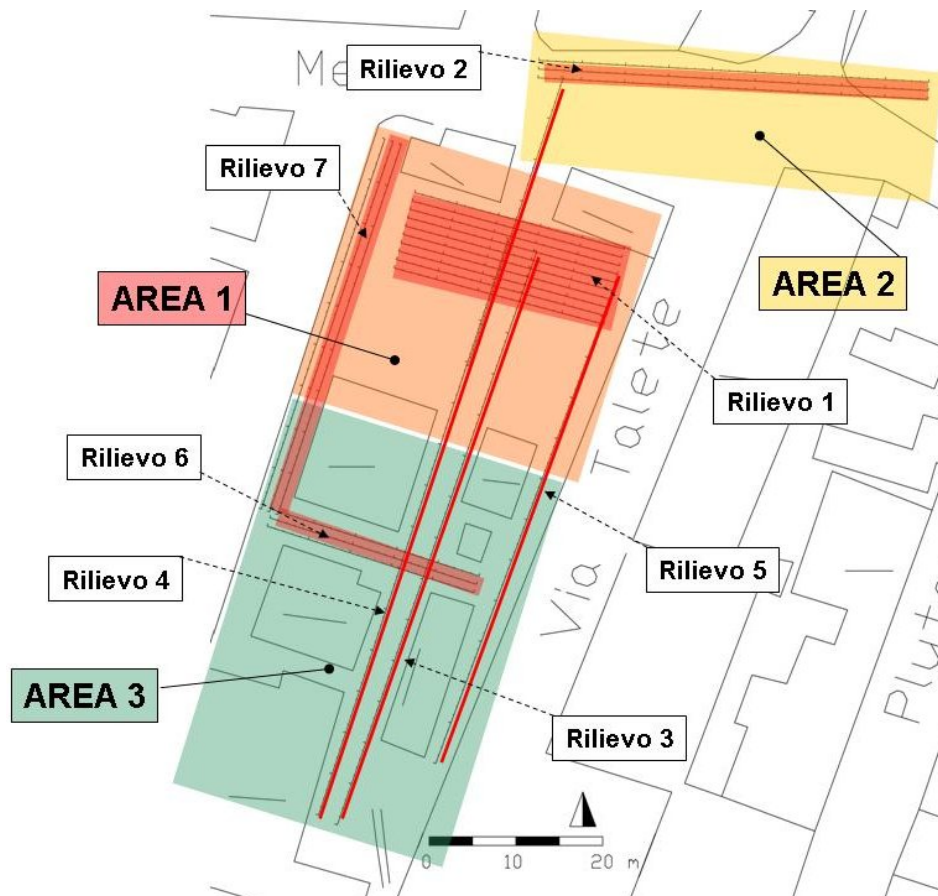 Me
Rilievo 2
Rilievo 7
AREA 1
AREA 2
Rilievo 1
Via Talete
Rilievo 6
Rilievo 4
Rilievo 5
AREA 3
Rilievo 3
Pluto
0 10 20 m